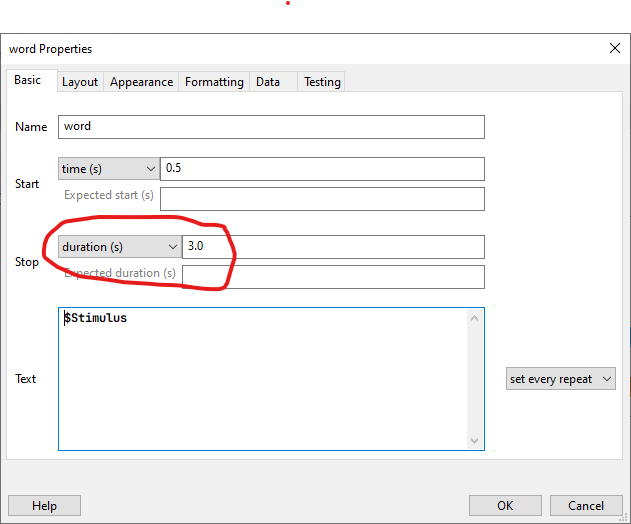 word Properties
Basic Layout Appearance Formatting Data Testing
Name word
Start time (s) 0.5
Expected start (s)
Stop duration (s) 3.0
Expected duration (s)
Text $Stimulus set every repeat
Help OK Cancel